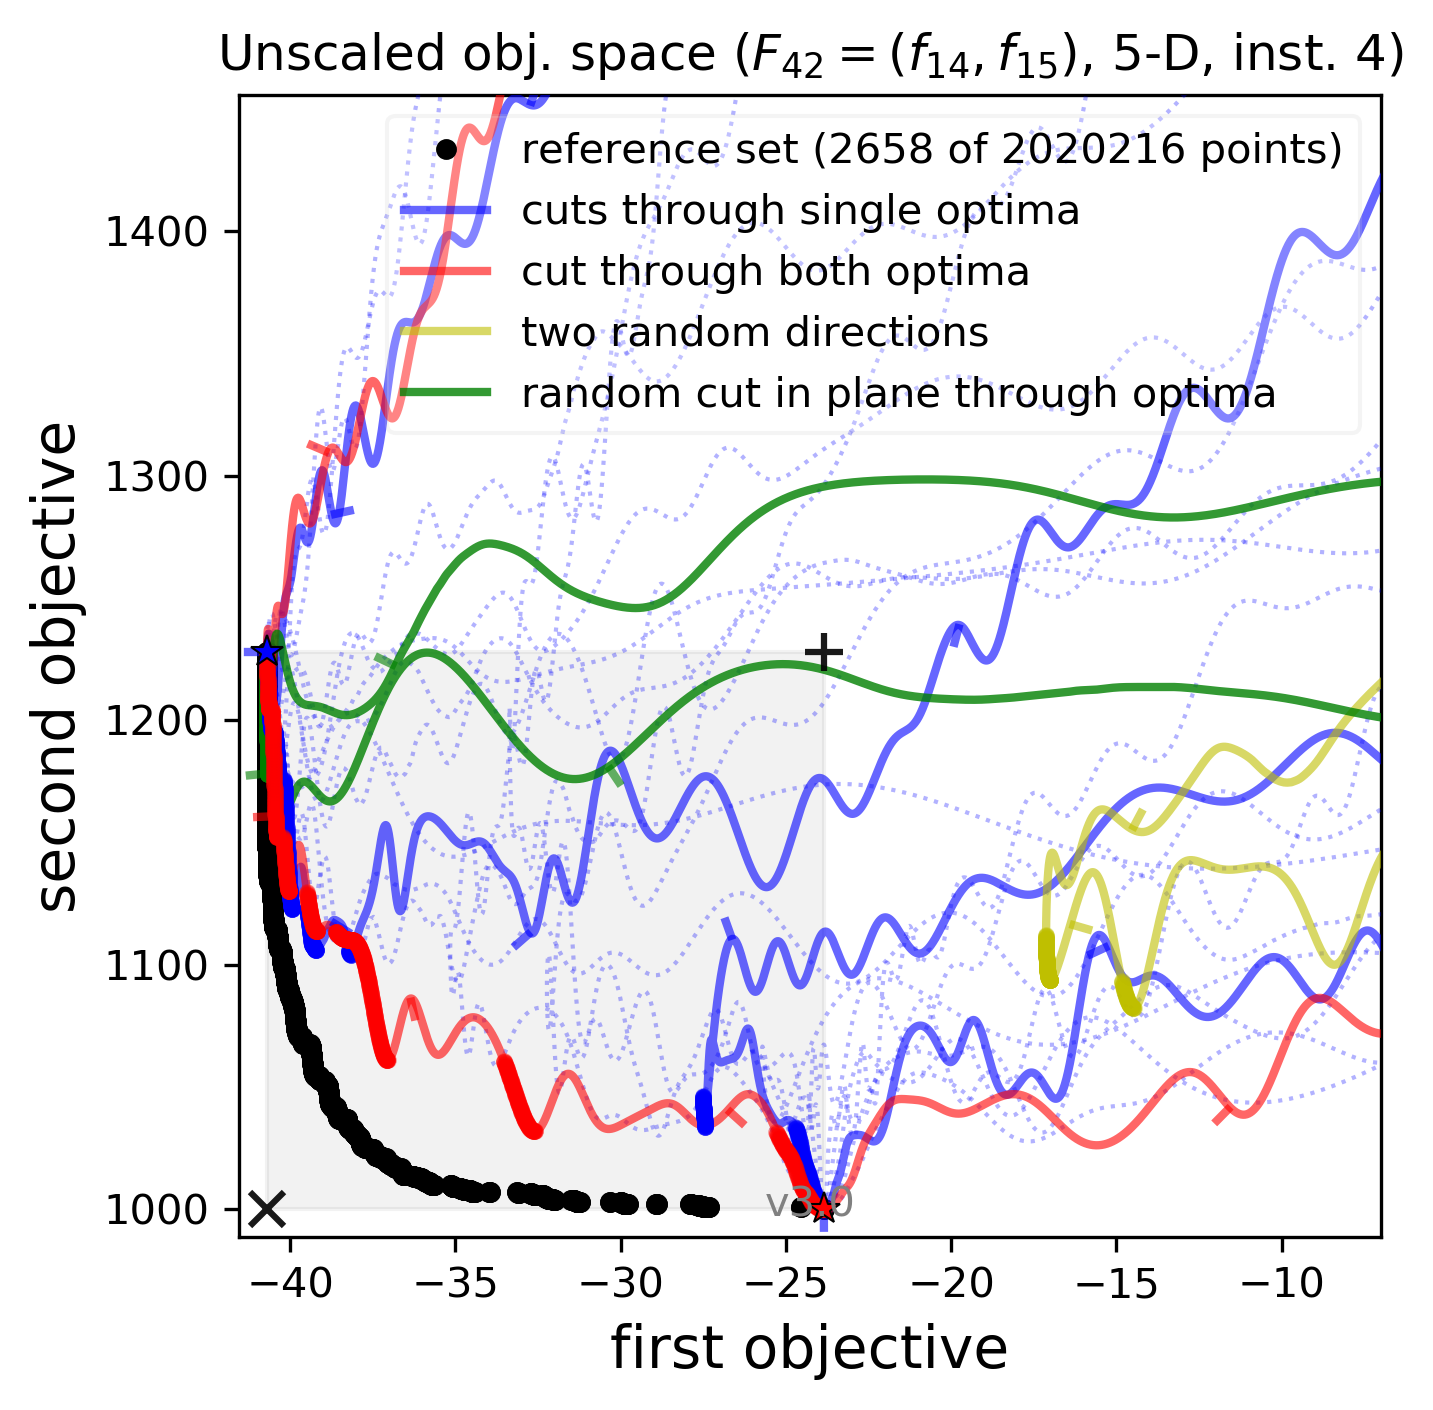 Unscaled obj. space (F42 = (f14, f15), 5-D, inst. 4)
reference set (2658 of 2020216 points)
cuts through single optima
cut through both optima
two random directions
random cut in plane through optima
second objective
1400
1300
1200
1100
1000
v3.0
−40 −35 −30 −25 −20 −15 −10
first objective